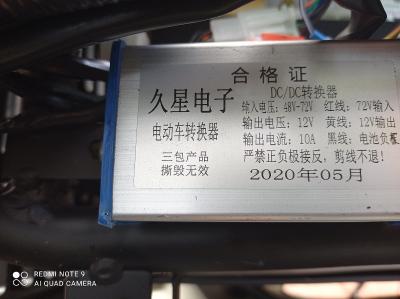 合格证
久星电子
电动车转换器
三包产品
撕毁无效
DC/DC转换器
输入电压：48V-72V 红线：72V输入
输出电压：12V 黄线：12V输出
输出电流：10A 黑线：电池负极
严禁正负极接反，剪线不退！
2020年05月
REDMI NOTE 9
AI QUAD CAMERA